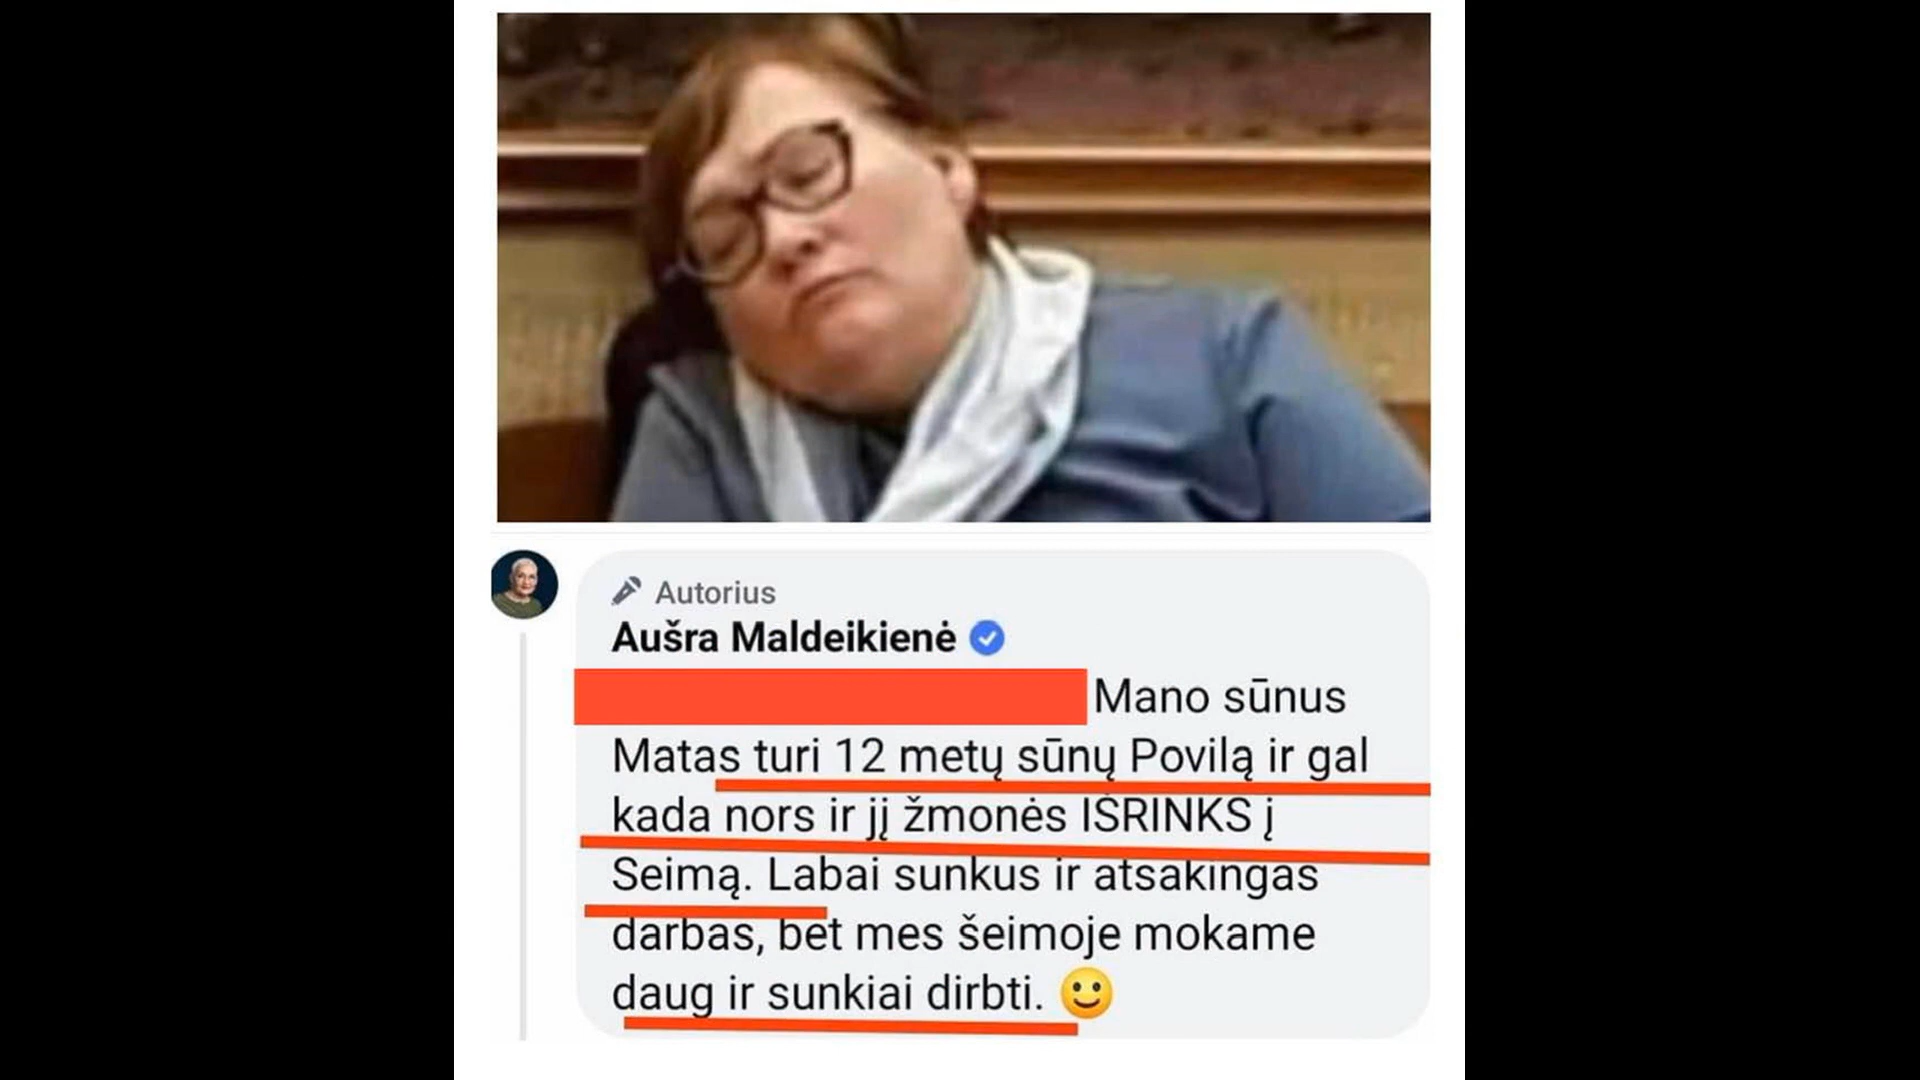 Autorius
Aušra Maldeikienė
Mano sūnus
Matas turi 12 metų sūnų Povilą ir gal
kada nors ir jį žmonės IŠRINKS į
Seimą. Labai sunkus ir atsakingas
darbas, bet mes šeimoje mokame
daug ir sunkiai dirbti. 🙂